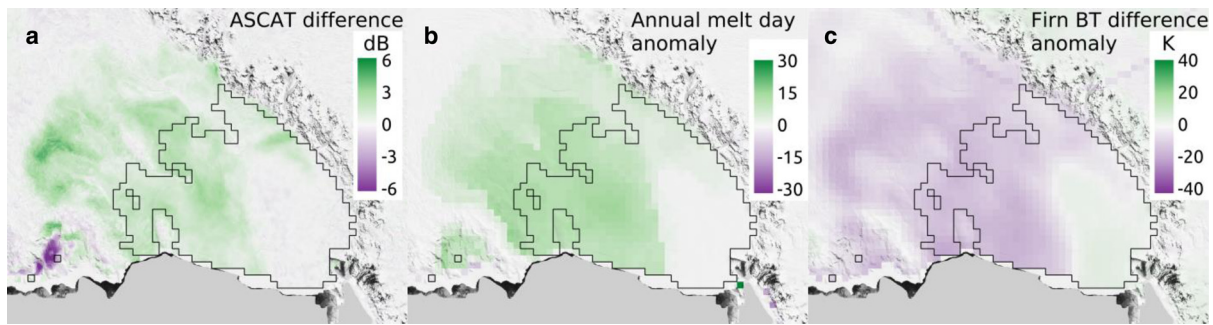 a
ASCAT difference
dB
6
3
0
-3
-6
b
Annual melt day
anomaly
30
15
0
-15
-30
c
Firn BT difference
anomaly
K
40
20
0
-20
-40